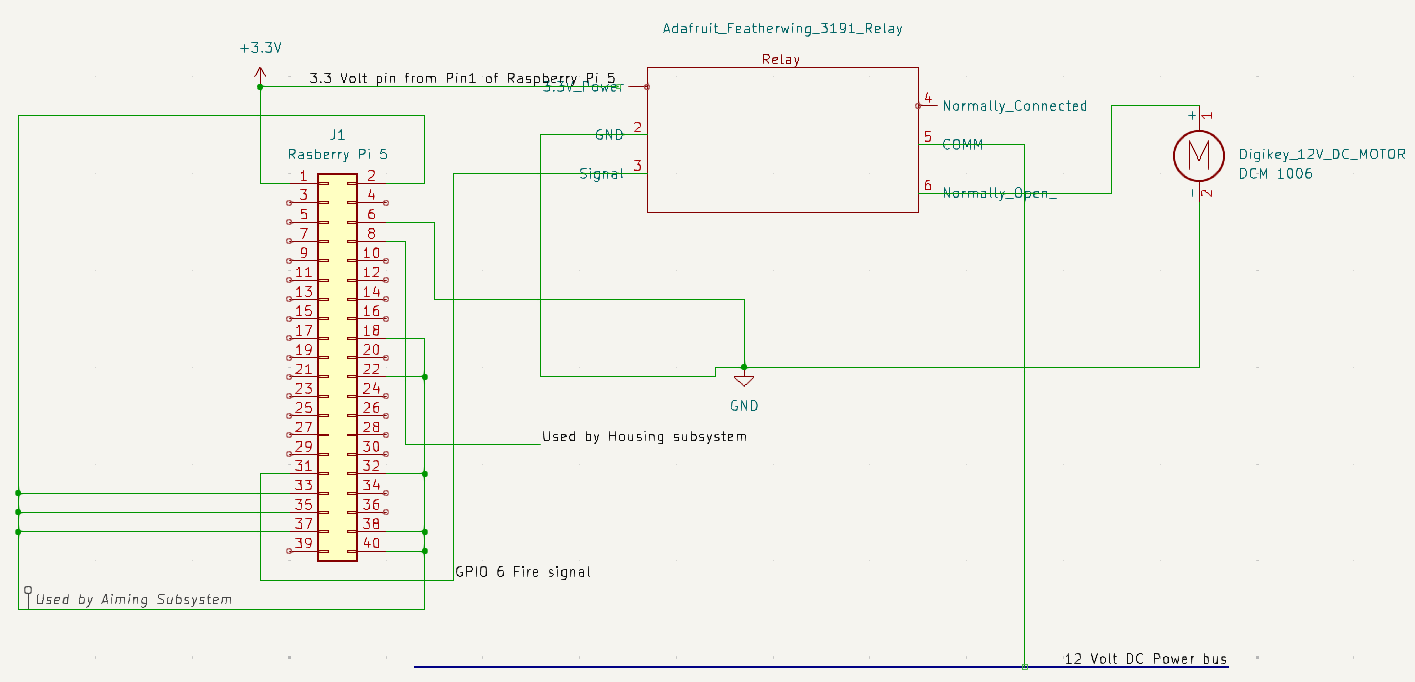 Adafruit_Featherwing_3191_Relay
+3.3V
Relay
3.3 Volt pin from Pin1 of Raspberry Pi 5
3.3V_Power
4 Normally_Connected
+ 1
J1
2 GND
5 COMM
M
Digikey_12V_DC_MOTOR
Rasberry Pi 5
3 Signal
DCM 1006
1 2
6 Normally_Open_
- 2
3 4
5 6
7 8
9 10
11 12
13 14
15 16
17 18
19 20
21 22
23 24
GND
25 26
27 28
Used by Housing subsystem
29 30
31 32
33 34
35 36
37 38
39 40
GPIO 6 Fire signal
Used by Aiming Subsystem
12 Volt DC Power bus